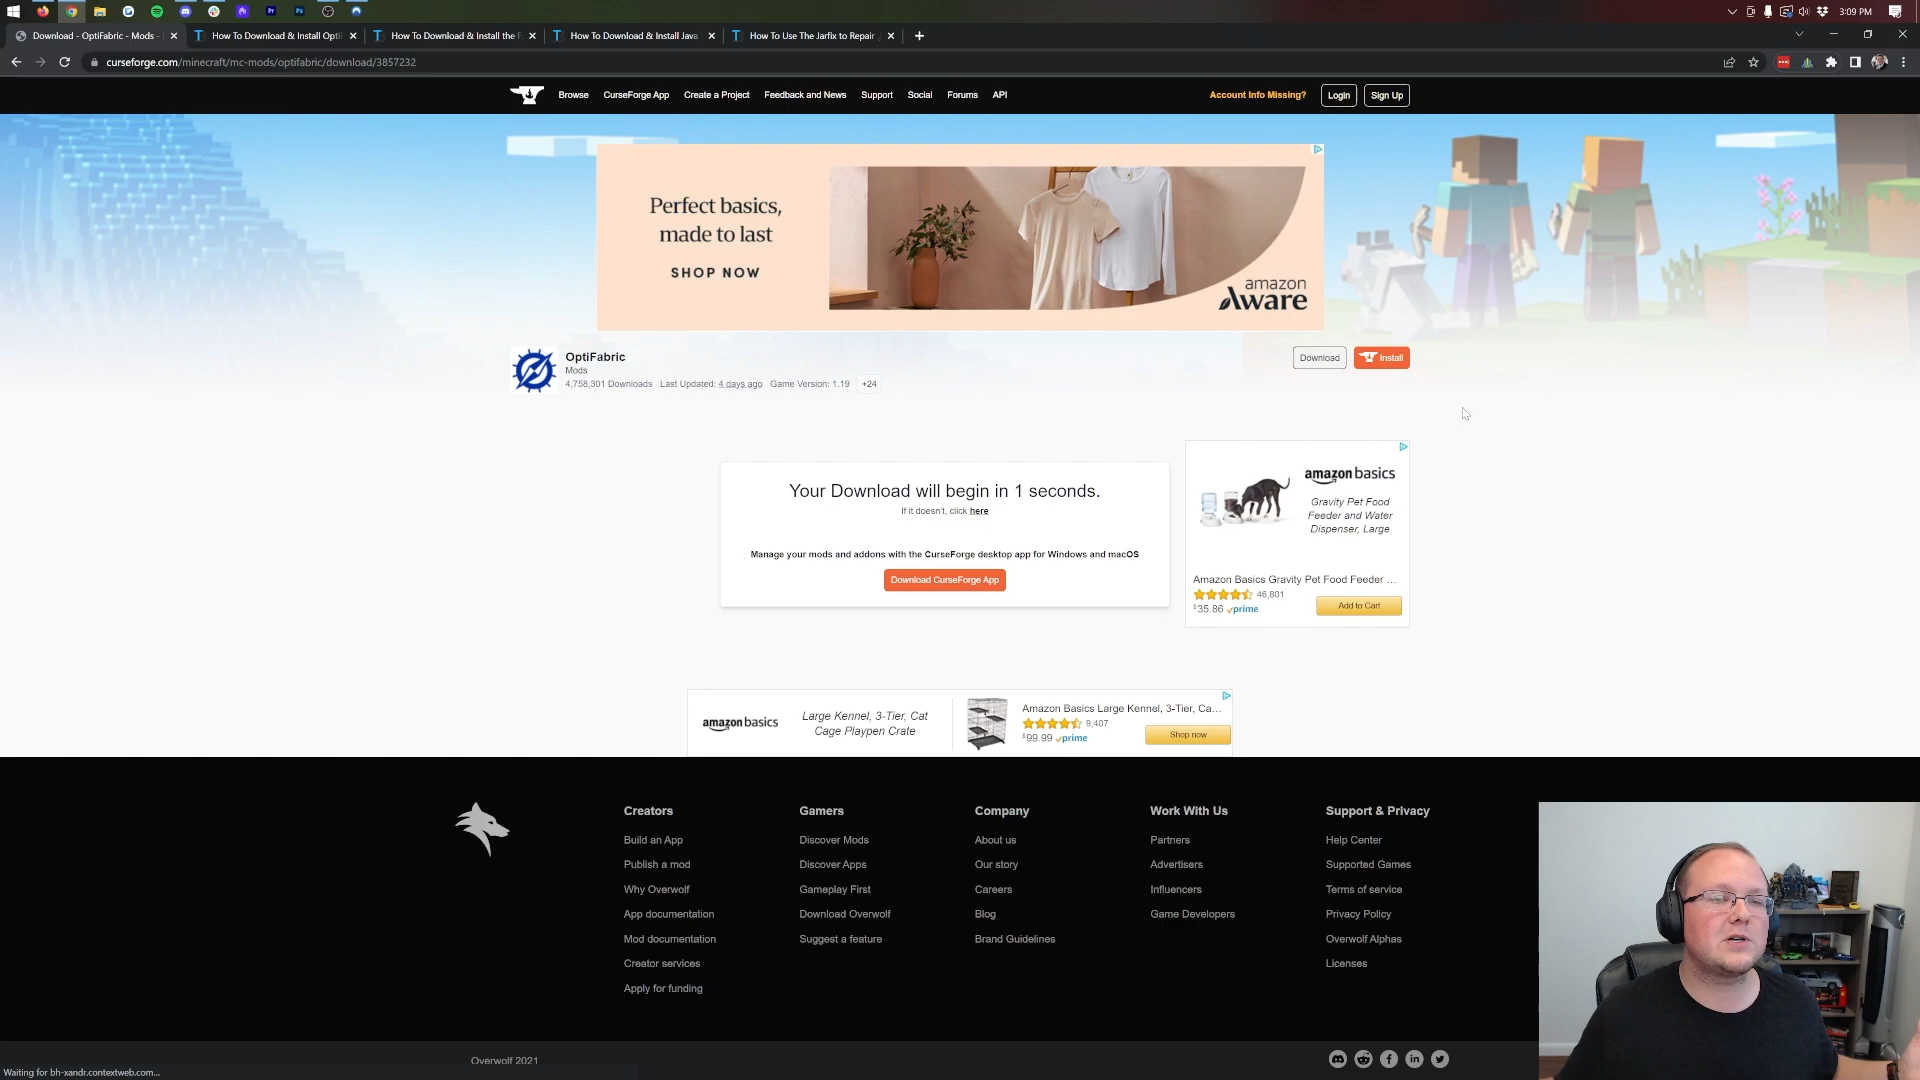 3:09 PM
Download - OptiFabric - Mods -
How To Download & Install Opti
How To Download & Install the F
How To Download & Install Java
How To Use The Jarfix to Repair
curseforge.com/minecraft/mc-mods/optifabric/download/3857232
Browse
CurseForge App
Create a Project
Feedback and News
Support
Social
Forums
API
Account Info Missing?
Login
Sign Up
Perfect basics,
made to last
SHOP NOW
amazon
Aware
OptiFabric
Mods
4,758,301 Downloads Last Updated: 4 days ago Game Version: 1.19 +24
Download
Install
Your Download will begin in 1 seconds.
If it doesn't, click here
Manage your mods and addons with the CurseForge desktop app for Windows and macOS
Download CurseForge App
amazon basics
Gravity Pet Food
Feeder and Water
Dispenser, Large
Amazon Basics Gravity Pet Food Feeder ...
46,801
$35.86 prime
Add to Cart
amazon basics
Large Kennel, 3-Tier, Cat
Cage Playpen Crate
Amazon Basics Large Kennel, 3-Tier, Ca...
9,407
$99.99 prime
Shop now
Creators
Build an App
Publish a mod
Why Overwolf
App documentation
Mod documentation
Creator services
Apply for funding
Gamers
Discover Mods
Discover Apps
Gameplay First
Download Overwolf
Suggest a feature
Company
About us
Our story
Careers
Blog
Brand Guidelines
Work With Us
Partners
Advertisers
Influencers
Game Developers
Support & Privacy
Help Center
Supported Games
Terms of service
Privacy Policy
Overwolf Alphas
Licenses
Overwolf 2021
Waiting for bh-xandr.contextweb.com...